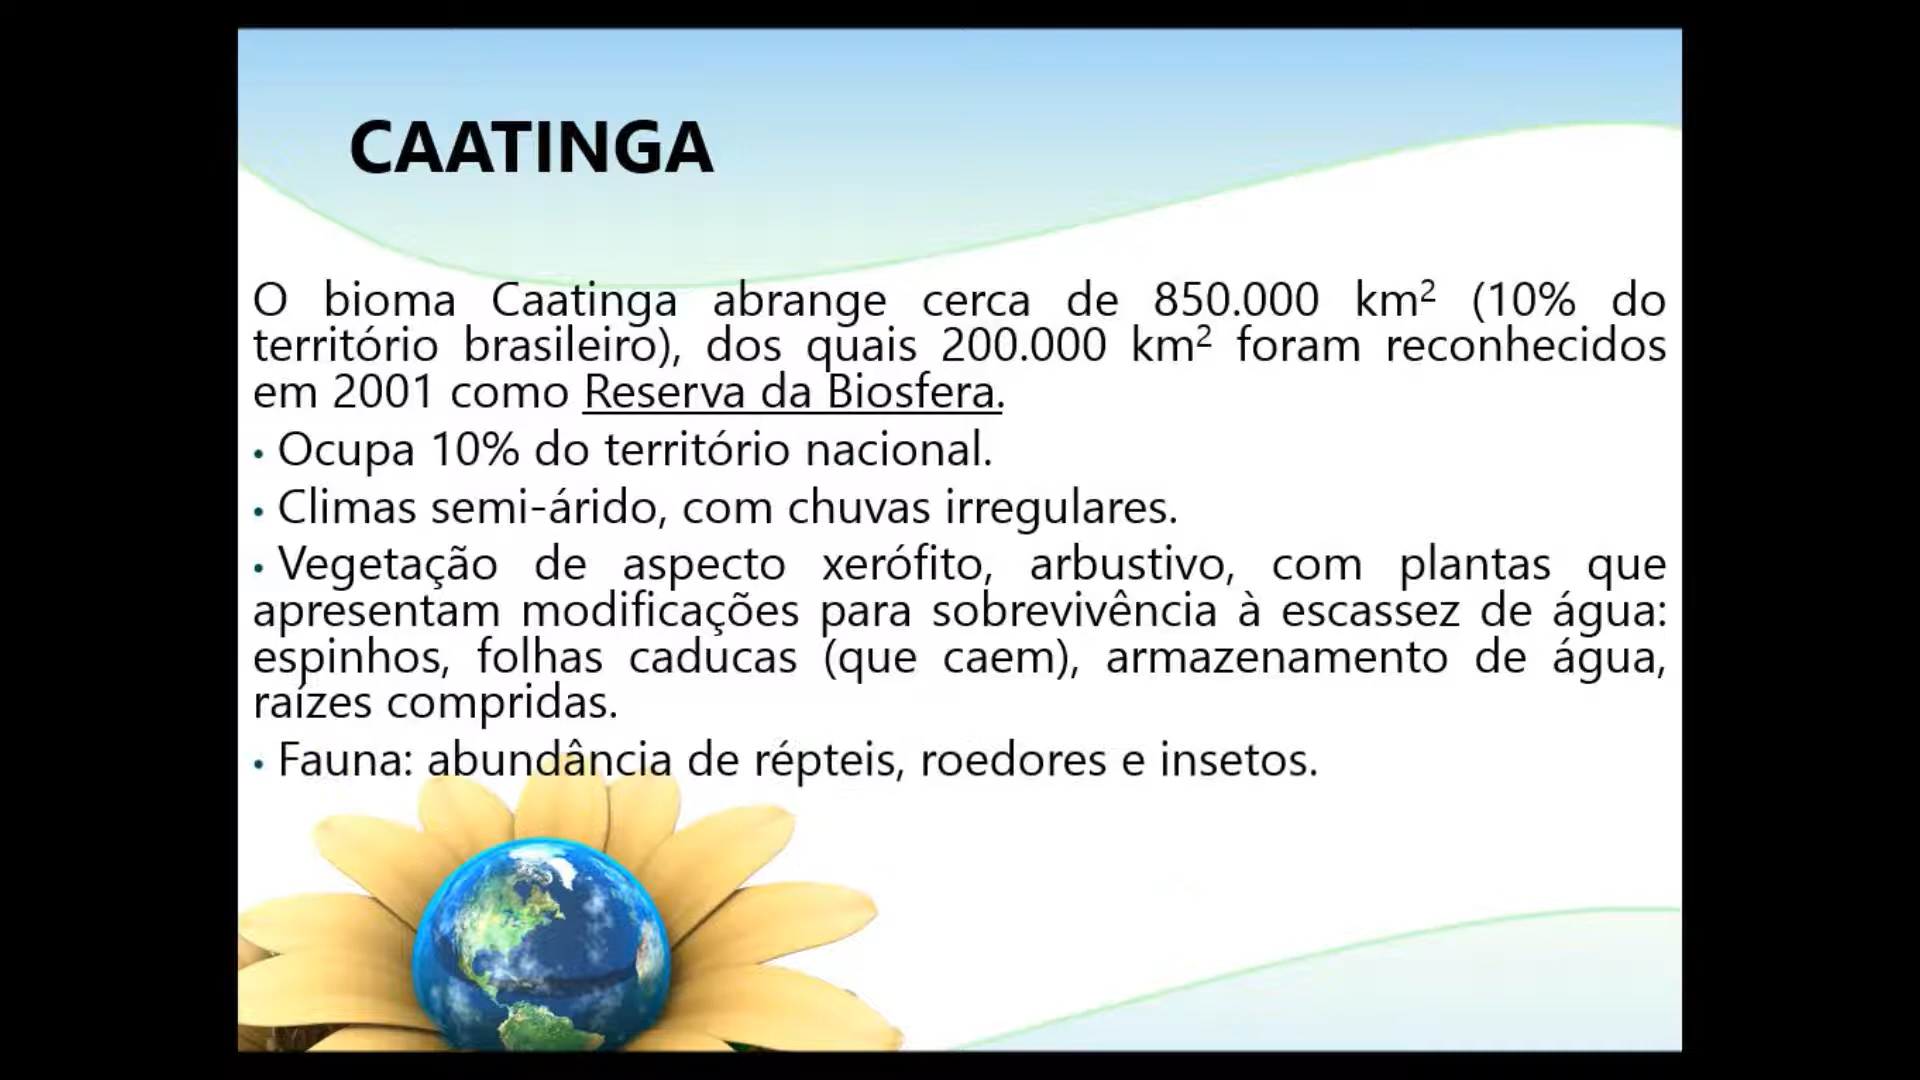 CAATINGA
O bioma Caatinga abrange cerca de 850.000 km² (10% do
território brasileiro), dos quais 200.000 km² foram reconhecidos
em 2001 como Reserva da Biosfera.
• Ocupa 10% do território nacional.
• Climas semi-árido, com chuvas irregulares.
• Vegetação de aspecto xerófito, arbustivo, com plantas que
apresentam modificações para sobrevivência à escassez de água:
espinhos, folhas caducas (que caem), armazenamento de água,
raízes compridas.
• Fauna: abundância de répteis, roedores e insetos.